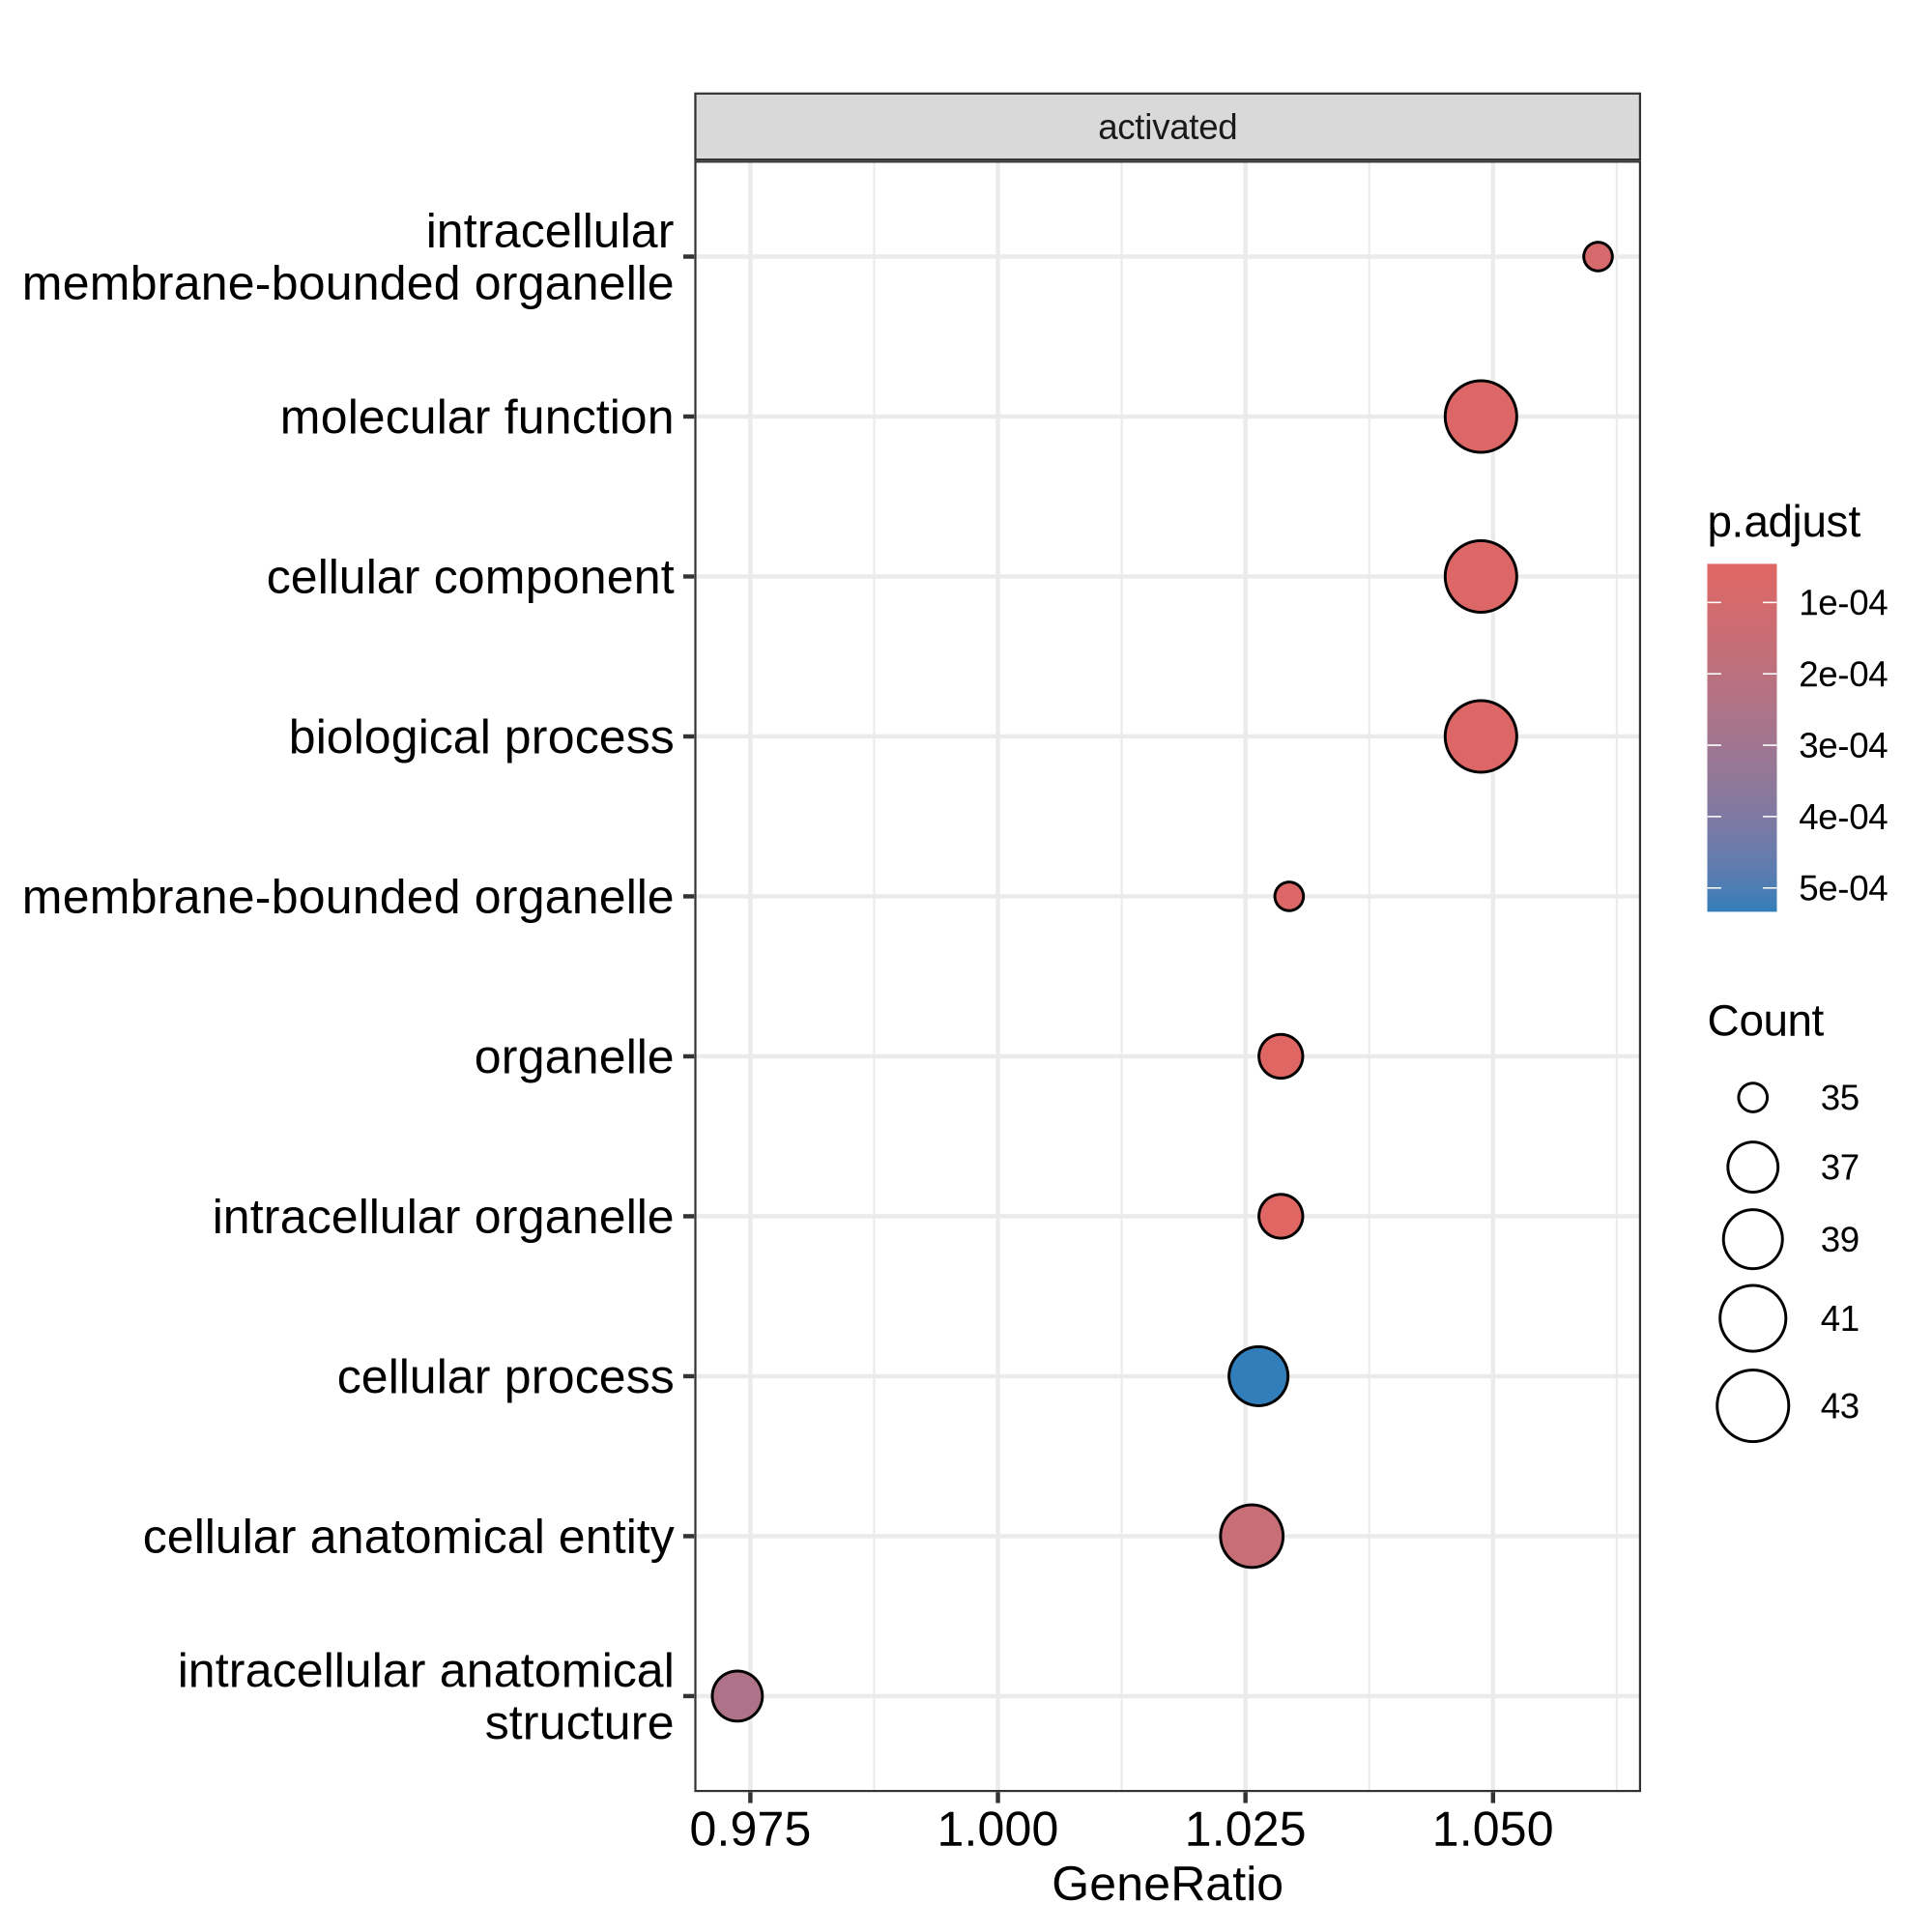 activated
intracellular
membrane-bounded organelle
molecular function
cellular component
biological process
membrane-bounded organelle
organelle
intracellular organelle
cellular process
cellular anatomical entity
intracellular anatomical
structure
0.975 1.000 1.025 1.050
GeneRatio
p.adjust
1e-04
2e-04
3e-04
4e-04
5e-04
Count
35
37
39
41
43